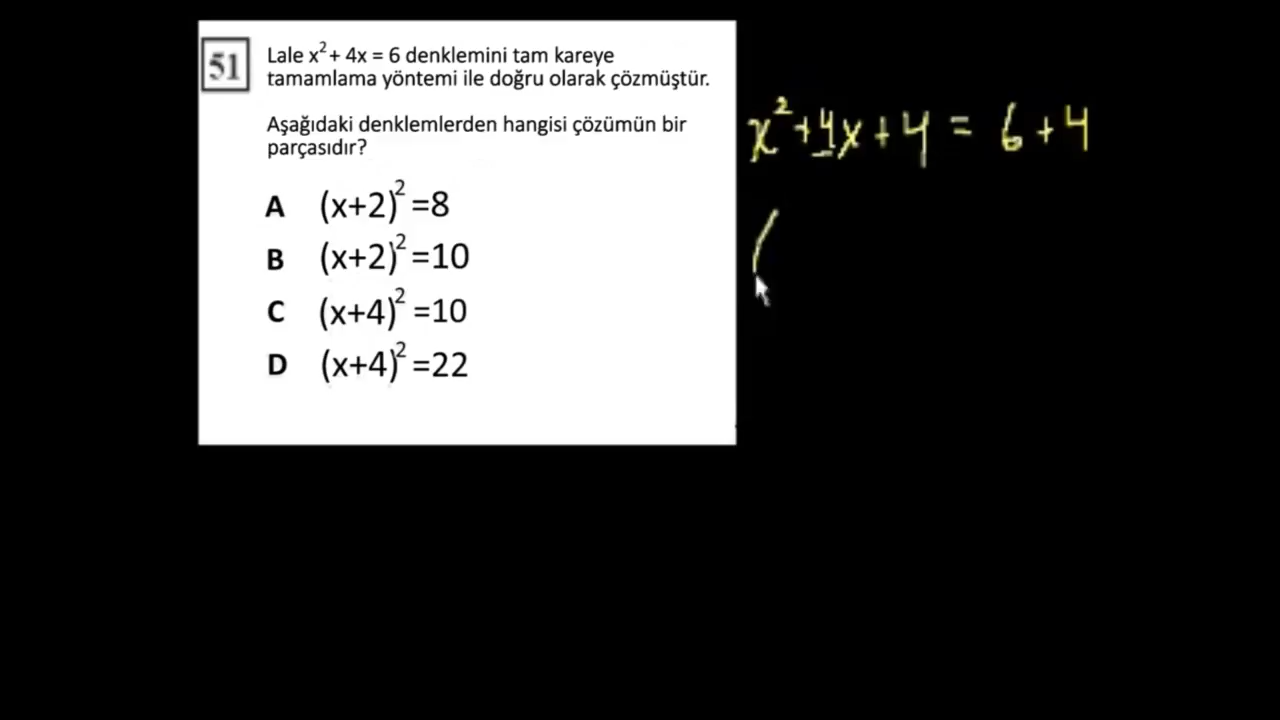 51
Lale x²+ 4x = 6 denklemini tam kareye
tamamlama yöntemi ile doğru olarak çözmüştür.
Aşağıdaki denklemlerden hangisi çözümün bir
parçasıdır?
A (x+2)² =8
B (x+2)² =10
C (x+4)² =10
D (x+4)² =22
x² + 4x + 4 = 6 + 4
(